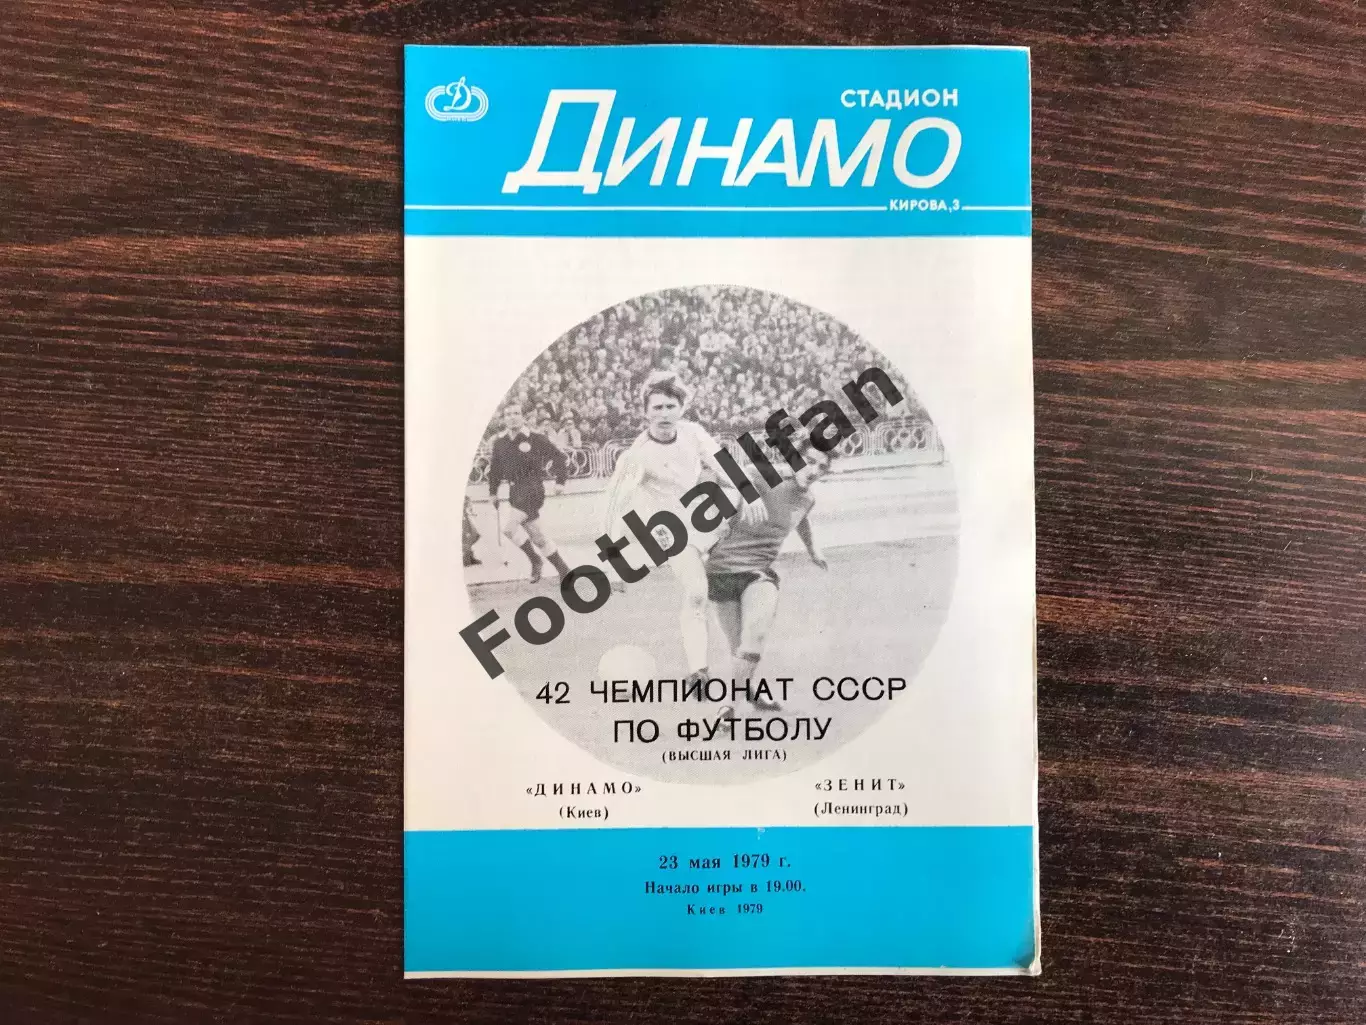 СТАДИОН
ДИНАМО
КИРОВА,3
Footballfan
42 ЧЕМПИОНАТ СССР
ПО ФУТБОЛУ
(ВЫСШАЯ ЛИГА)
«ДИНАМО» «ЗЕНИТ»
(Киев) (Ленинград)
23 мая 1979 г.
Начало игры в 19.00.
Киев 1979